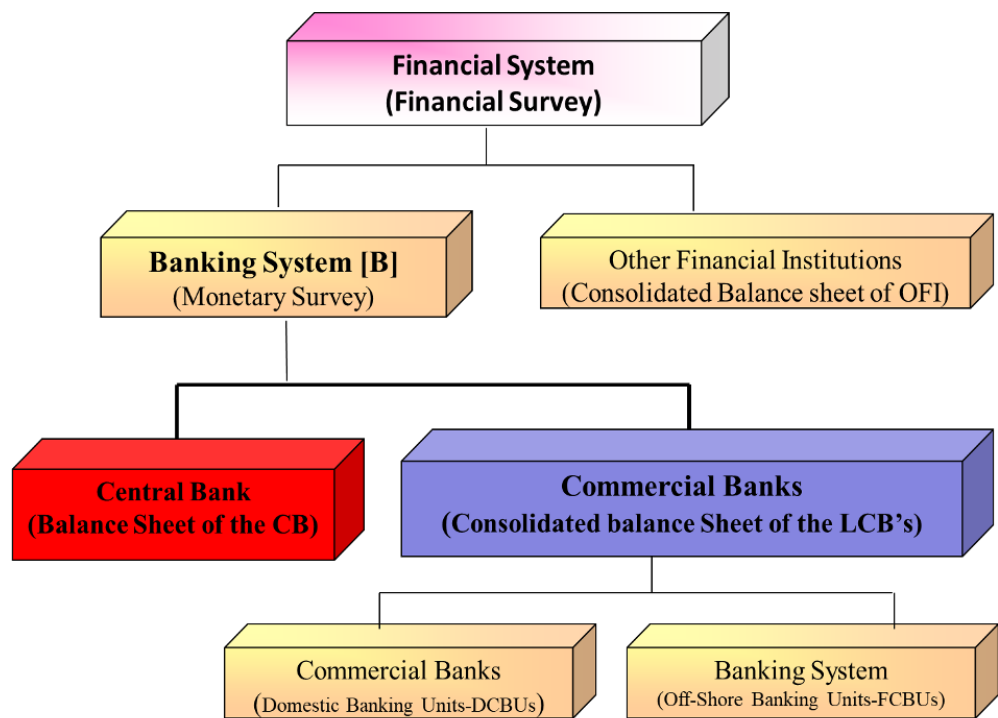 Financial System
(Financial Survey)
Banking System [B]
(Monetary Survey)
Other Financial Institutions
(Consolidated Balance sheet of OFI)
Central Bank
(Balance Sheet of the CB)
Commercial Banks
(Consolidated balance Sheet of the LCB's)
Commercial Banks
(Domestic Banking Units-DCBUs)
Banking System
(Off-Shore Banking Units-FCBUs)